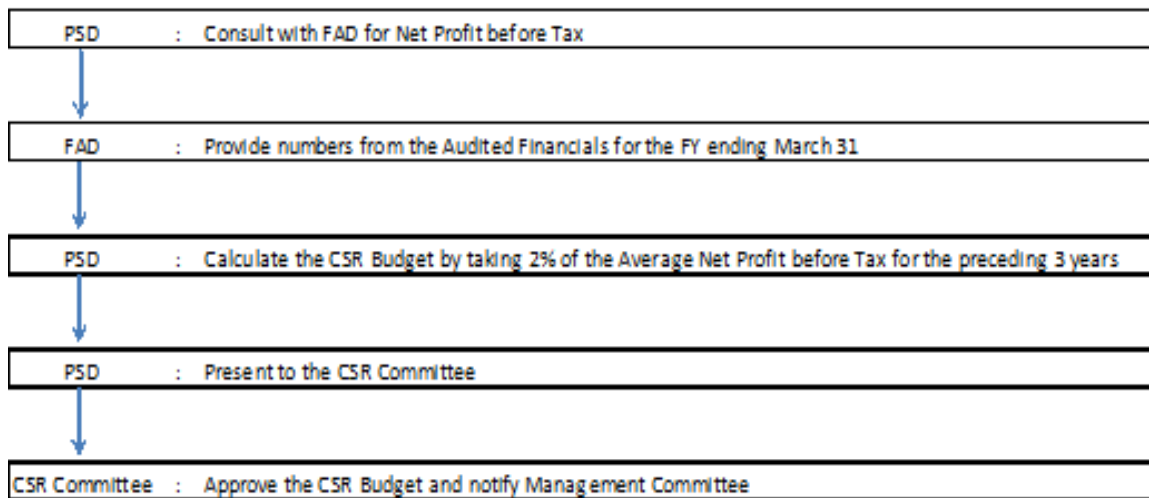 PSD : Consult with FAD for Net Profit before Tax
FAD : Provide numbers from the Audited Financials for the FY ending March 31
PSD : Calculate the CSR Budget by taking 2% of the Average Net Profit before Tax for the preceding 3 years
PSD : Present to the CSR Committee
CSR Committee : Approve the CSR Budget and notify Management Committee